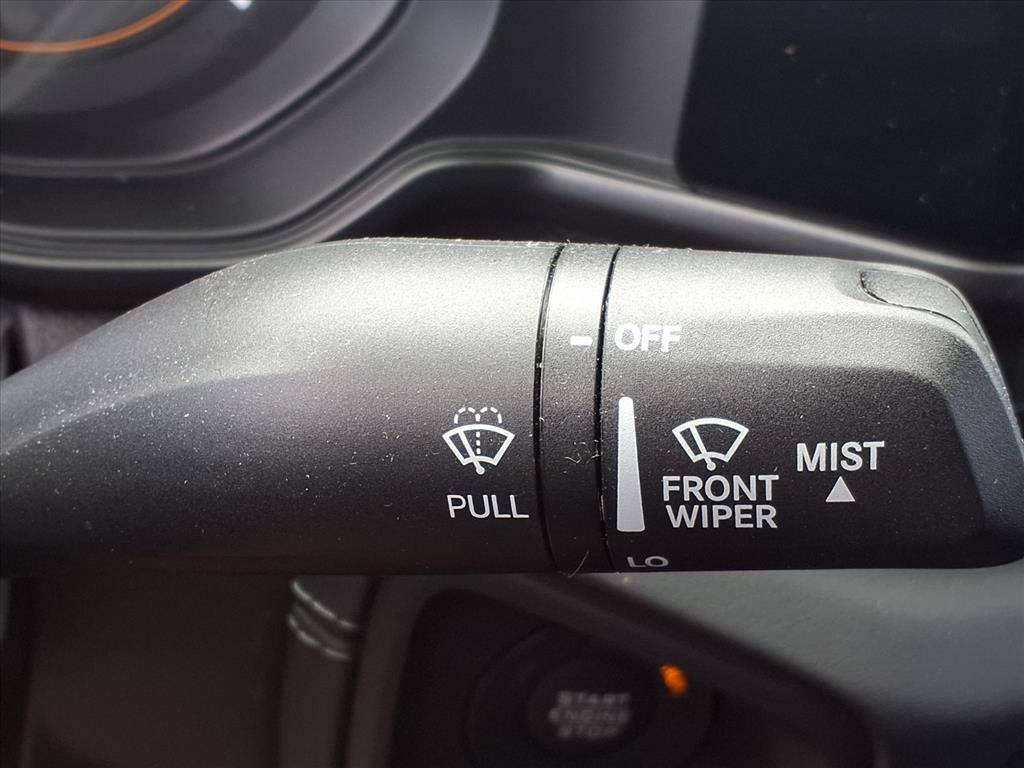 OFF
PULL
FRONT
WIPER
MIST
LO
START
ENGINE
STOP